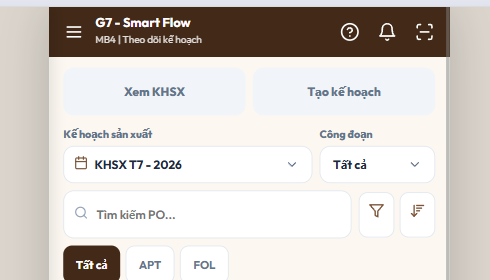 G7 - Smart Flow
MB4 | Theo dõi kế hoạch
Xem KHSX
Tạo kế hoạch
Kế hoạch sản xuất
Công đoạn
KHSX T7 - 2026
Tất cả
Tìm kiếm PO...
Tất cả
APT
FOL